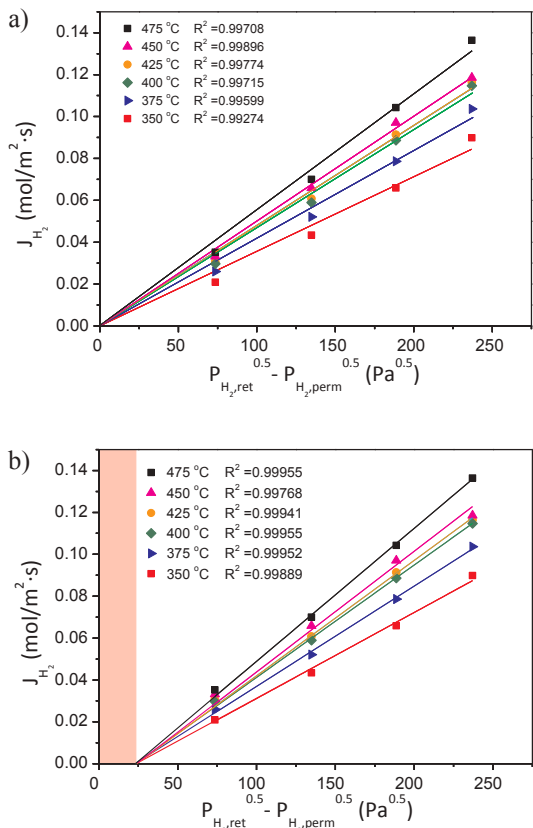 a)
475 °C R²=0.99708
450 °C R²=0.99896
425 °C R²=0.99774
400 °C R²=0.99715
375 °C R²=0.99599
350 °C R²=0.99274
0.14
0.12
0.10
0.08
0.06
0.04
0.02
0.00
J_H₂ (mol/m²·s)
0 50 75 100 150 200 250
P_H₂,ret^0.5 - P_H₂,perm^0.5 (Pa^0.5)
b)
475 °C R²=0.99955
450 °C R²=0.99768
425 °C R²=0.99941
400 °C R²=0.99955
375 °C R²=0.99952
350 °C R²=0.99889
0.14
0.12
0.10
0.08
0.06
0.04
0.02
0.00
J_H₂ (mol/m²·s)
0 50 75 100 150 200 250
P_H₂,ret^0.5 - P_H₂,perm^0.5 (Pa^0.5)